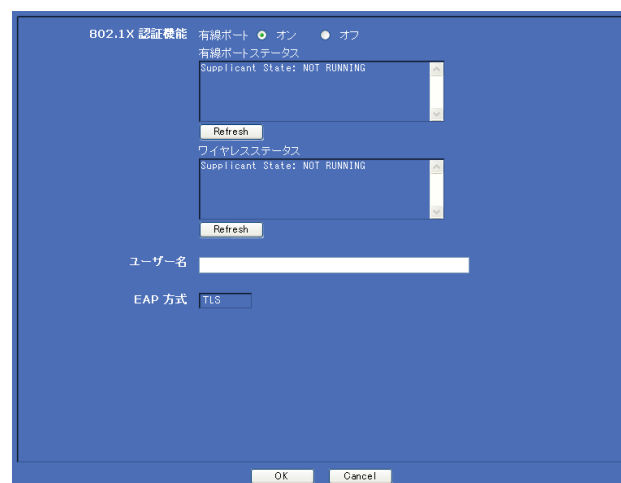 802.1X 認証機能 有線ポート オン オフ
有線ポートステータス
Supplicant State: NOT RUNNING
Refresh
ワイヤレスステータス
Supplicant State: NOT RUNNING
Refresh
ユーザー名
EAP 方式 TLS
OK Cancel